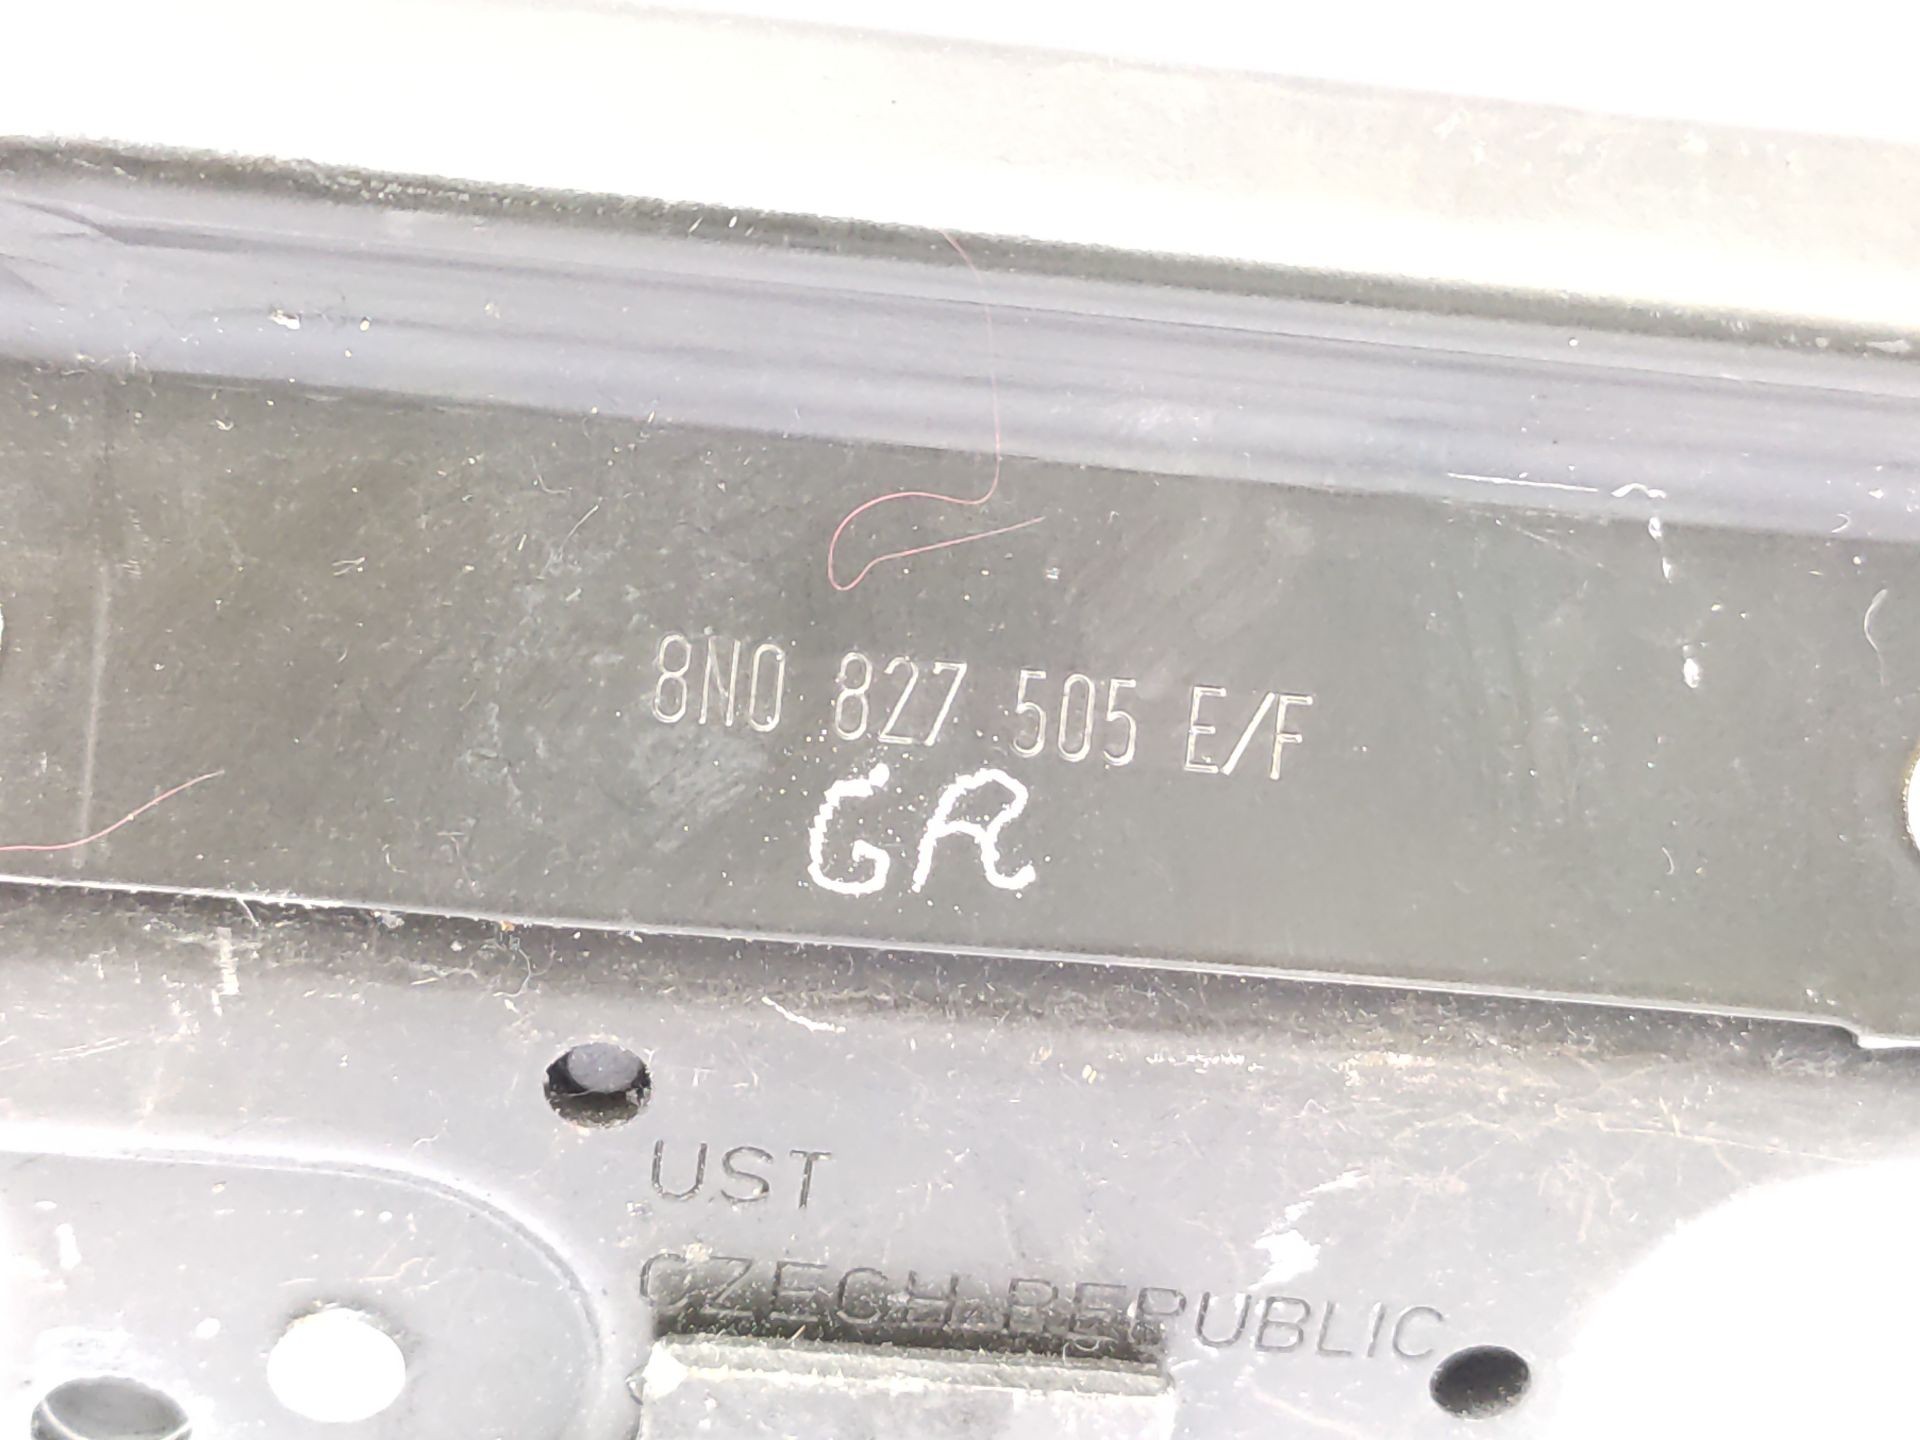 8N0 827 505 E/F
GR
UST
CZECH REPUBLIC